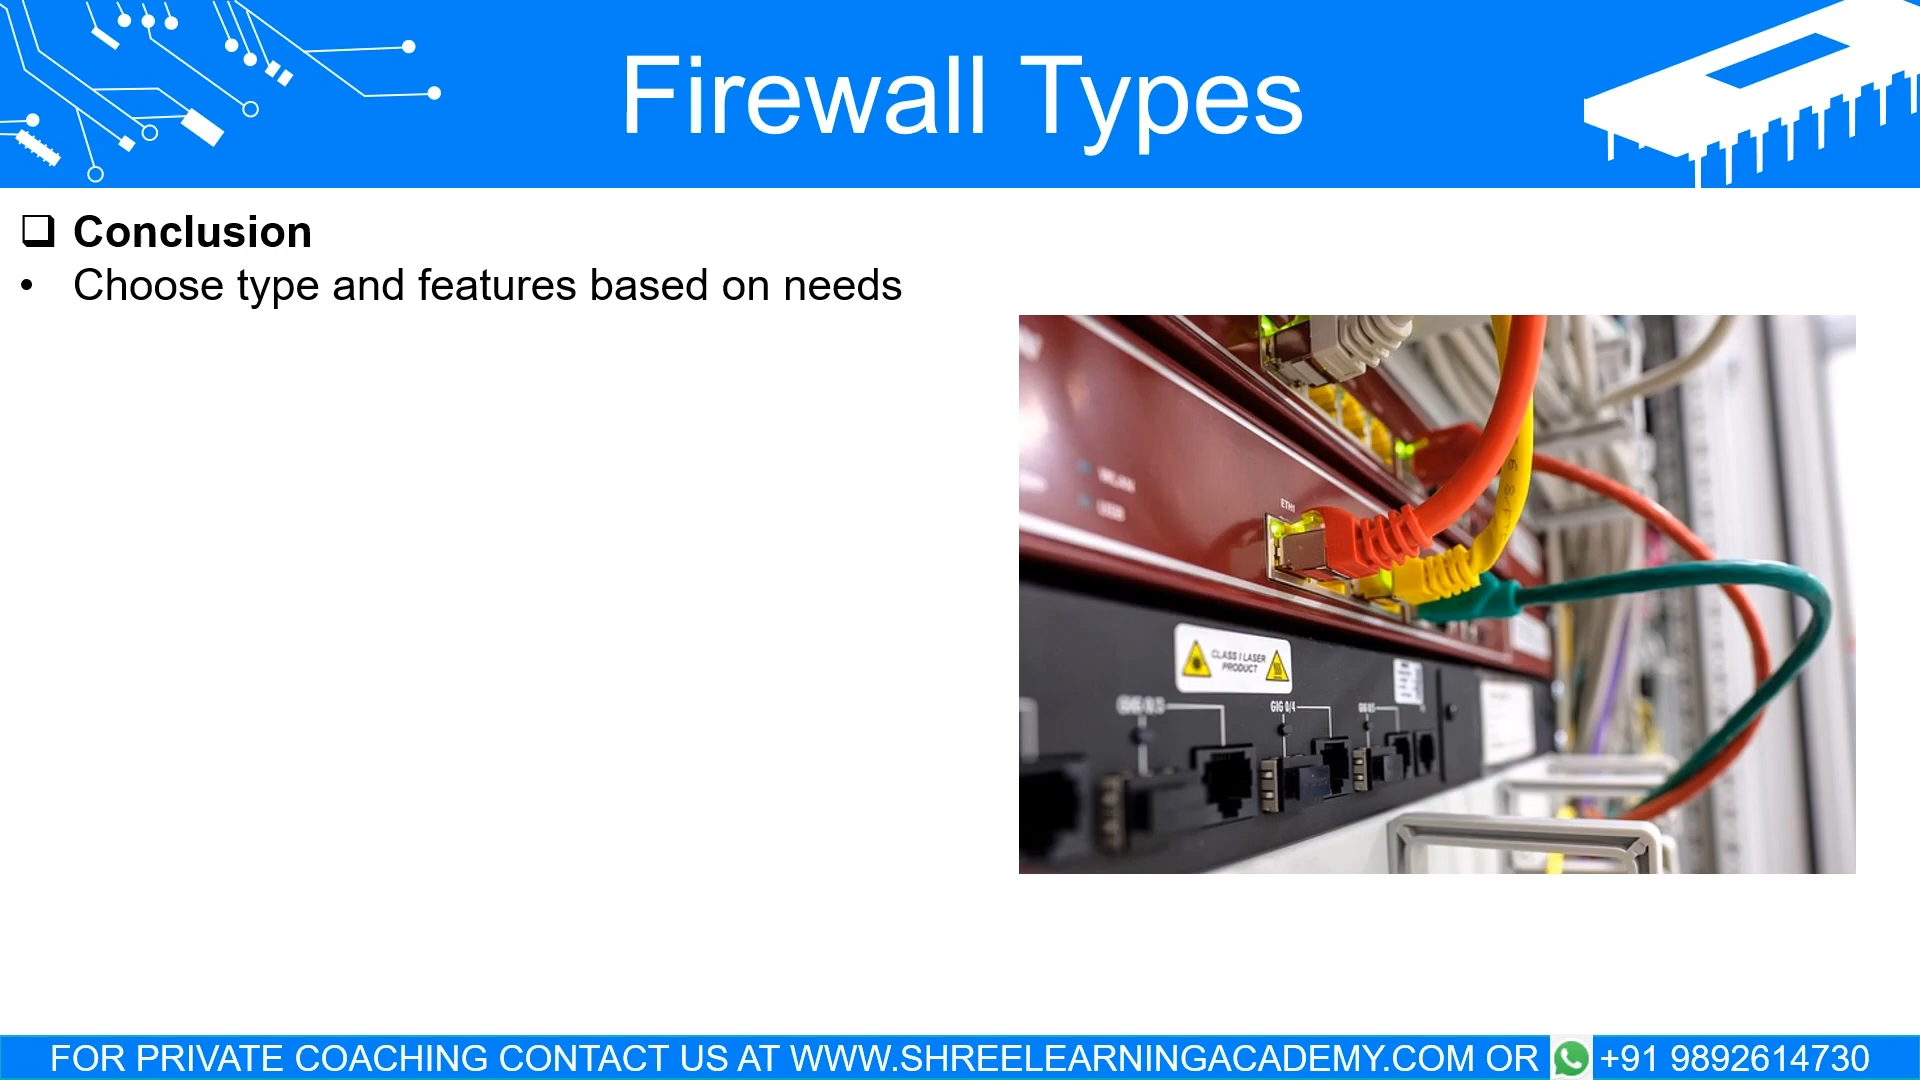 Firewall Types
❑ Conclusion
• Choose type and features based on needs
ETH1
CLASS I LASER
PRODUCT
GIG 0/4
FOR PRIVATE COACHING CONTACT US AT WWW.SHREELEARNINGACADEMY.COM OR +91 9892614730